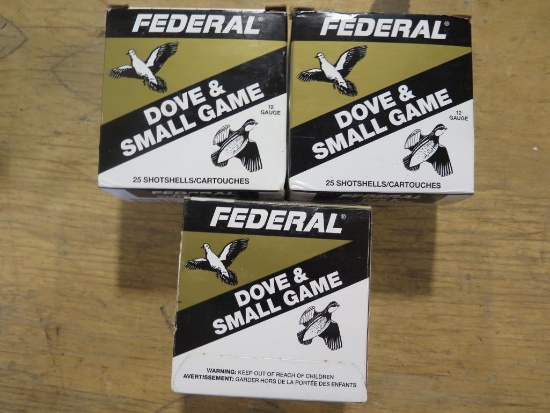 FEDERAL®
DOVE &
SMALL GAME
12
GAUGE
25 SHOTSHELLS/CARTOUCHES
FEDERAL®
DOVE &
SMALL GAME
12
GAUGE
25 SHOTSHELLS/CARTOUCHES
FEDERAL®
DOVE &
SMALL GAME
WARNING: KEEP OUT OF REACH OF CHILDREN
AVERTISSEMENT: GARDER HORS DE LA PORTÉE DES ENFANTS